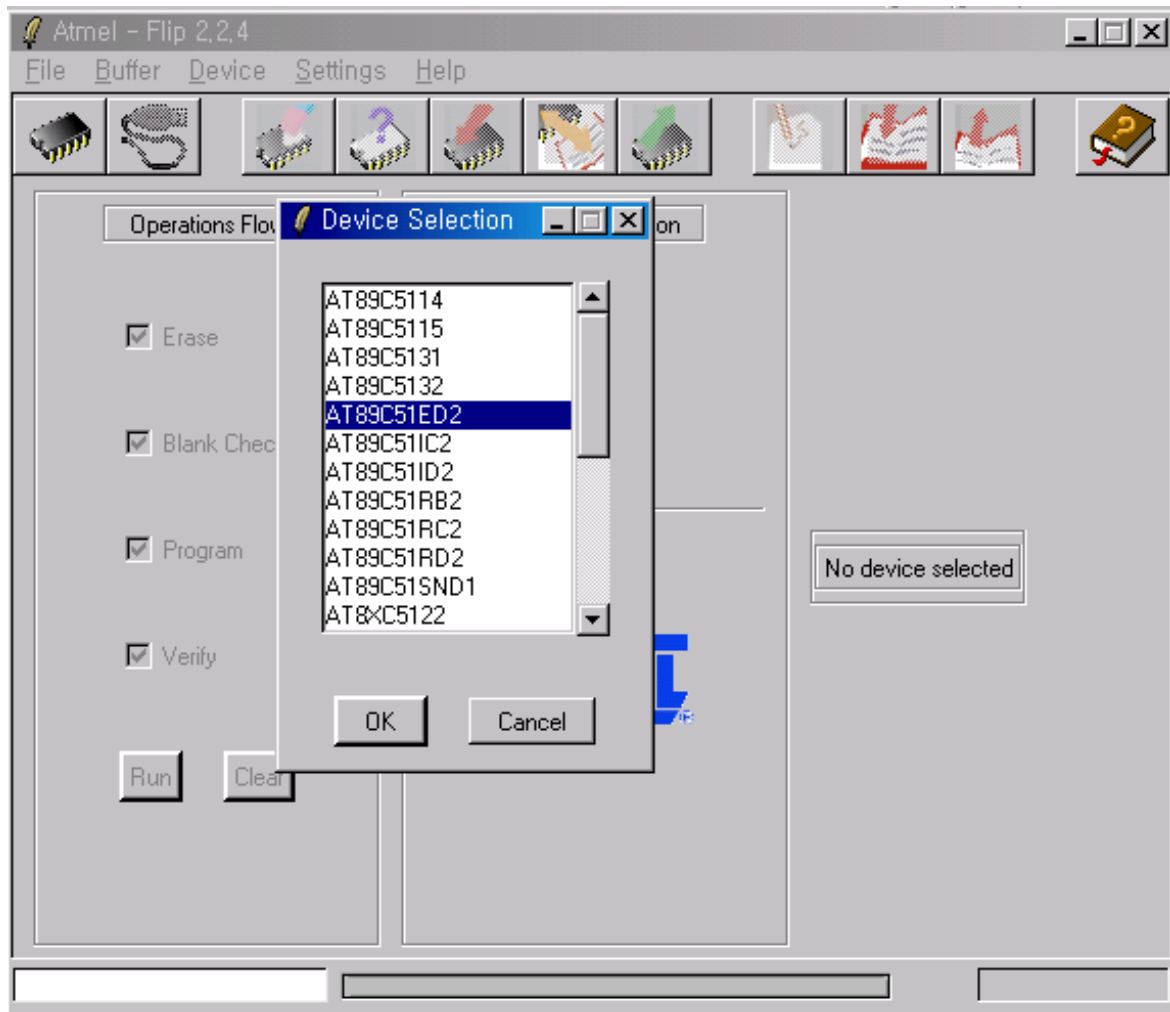 Atmel - Flip 2,2,4
File Buffer Device Settings Help
Operations Flow
on
Device Selection
AT89C5114
AT89C5115
AT89C5131
AT89C5132
AT89C51ED2
AT89C51IC2
AT89C51ID2
AT89C51RB2
AT89C51RC2
AT89C51RD2
AT89C51SND1
AT8XC5122
OK Cancel
Erase
Blank Chec
Program
Verify
Run Clear
No device selected
L®